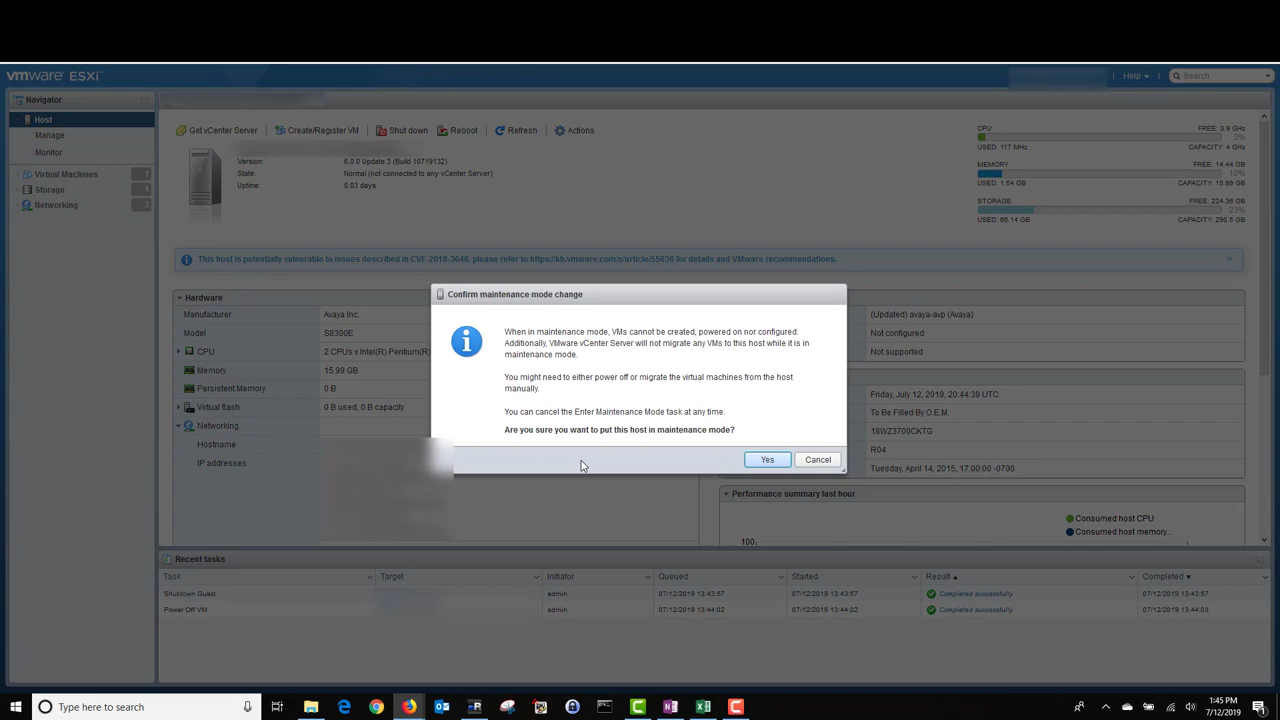 vmware ESXi™
Help
Search
Navigator
Host
Manage
Monitor
Virtual Machines 1
Storage 1
Networking 3
Get vCenter Server
Create/Register VM
Shut down
Reboot
Refresh
Actions
Version: 6.0.0 Update 3 (Build 10719132)
State: Normal (not connected to any vCenter Server)
Uptime: 0.03 days
CPU FREE: 3.9 GHz
3%
USED: 117 MHz CAPACITY: 4 GHz
MEMORY FREE: 14.44 GB
10%
USED: 1.54 GB CAPACITY: 15.99 GB
STORAGE FREE: 224.36 GB
23%
USED: 66.14 GB CAPACITY: 290.5 GB
This host is potentially vulnerable to issues described in CVE-2018-3646, please refer to https://kb.vmware.com/s/article/55636 for details and VMware recommendations.
Hardware
Manufacturer Avaya Inc.
Model S8300E
CPU 2 CPUs x Intel(R) Pentium(R)
Memory 15.99 GB
Persistent Memory 0 B
Virtual flash 0 B used, 0 B capacity
Networking
Hostname
IP addresses
Confirm maintenance mode change
When in maintenance mode, VMs cannot be created, powered on nor configured.
Additionally, VMware vCenter Server will not migrate any VMs to this host while it is in
maintenance mode.
You might need to either power off or migrate the virtual machines from the host
manually.
You can cancel the Enter Maintenance Mode task at any time.
Are you sure you want to put this host in maintenance mode?
Yes
Cancel
(Updated) avaya-avp (Avaya)
Not configured
Not supported
Friday, July 12, 2019, 20:44:39 UTC
To Be Filled By O.E.M.
18WZ3700CKTG
R04
Tuesday, April 14, 2015, 17:00:00 -0700
Performance summary last hour
Consumed host CPU
Consumed host memory...
100
Recent tasks
Task Target Initiator Queued Started Result Completed
Shutdown Guest admin 07/12/2019 13:43:57 07/12/2019 13:43:57 Completed successfully 07/12/2019 13:43:57
Power Off VM admin 07/12/2019 13:44:02 07/12/2019 13:44:02 Completed successfully 07/12/2019 13:44:03
Type here to search
1:45 PM
7/12/2019